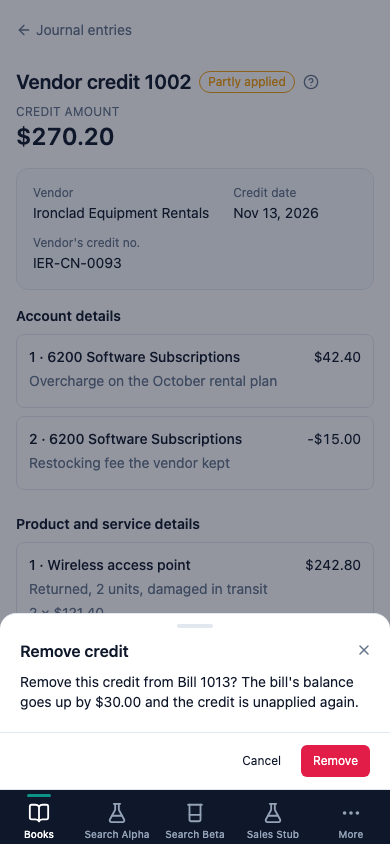 Journal entries
Vendor credit 1002 Partly applied
CREDIT AMOUNT
$270.20
Vendor Credit date
Ironclad Equipment Rentals Nov 13, 2026
Vendor's credit no.
IER-CN-0093
Account details
1 · 6200 Software Subscriptions $42.40
Overcharge on the October rental plan
2 · 6200 Software Subscriptions -$15.00
Restocking fee the vendor kept
Product and service details
1 · Wireless access point $242.80
Returned, 2 units, damaged in transit
2 × $121.40
Remove credit
Remove this credit from Bill 1013? The bill's balance
goes up by $30.00 and the credit is unapplied again.
Cancel Remove
Books Search Alpha Search Beta Sales Stub More